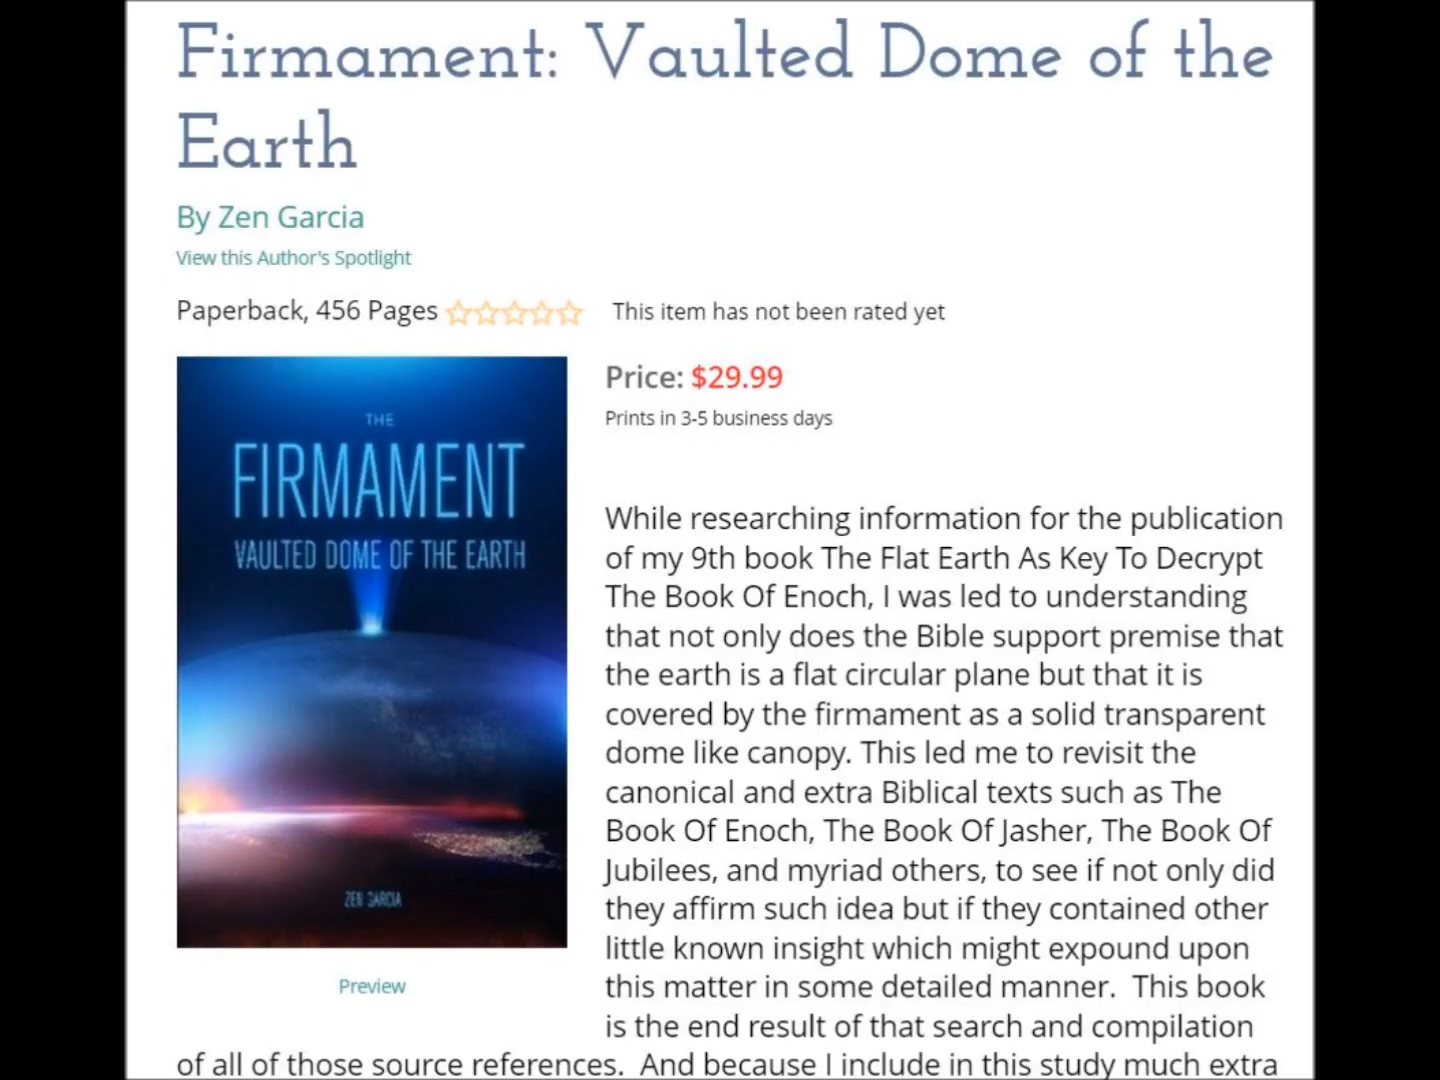 Firmament: Vaulted Dome of the
Earth
By Zen Garcia
View this Author's Spotlight
Paperback, 456 Pages
This item has not been rated yet
THE
FIRMAMENT
VAULTED DOME OF THE EARTH
ZEN GARCIA
Preview
Price: $29.99
Prints in 3-5 business days
While researching information for the publication
of my 9th book The Flat Earth As Key To Decrypt
The Book Of Enoch, I was led to understanding
that not only does the Bible support premise that
the earth is a flat circular plane but that it is
covered by the firmament as a solid transparent
dome like canopy. This led me to revisit the
canonical and extra Biblical texts such as The
Book Of Enoch, The Book Of Jasher, The Book Of
Jubilees, and myriad others, to see if not only did
they affirm such idea but if they contained other
little known insight which might expound upon
this matter in some detailed manner.  This book
is the end result of that search and compilation
of all of those source references.  And because I include in this study much extra